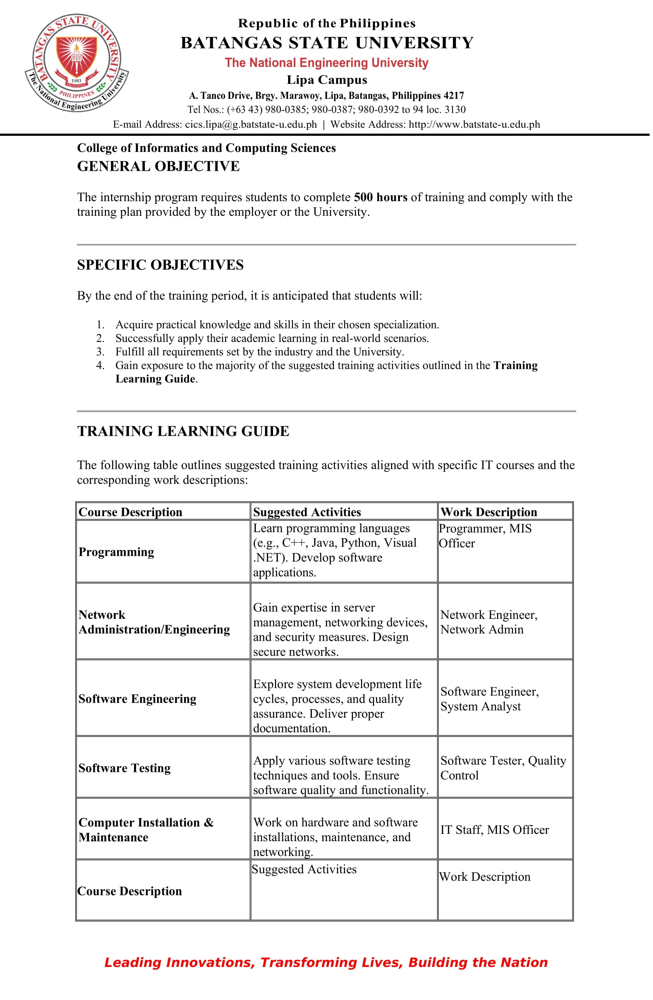 BATANGAS STATE UNIVERSITY
1903
EXCELLENCE
PHILIPPINES
The National Engineering University
Republic of the Philippines
BATANGAS STATE UNIVERSITY
The National Engineering University
Lipa Campus
A. Tanco Drive, Brgy. Marawoy, Lipa, Batangas, Philippines 4217
Tel Nos.: (+63 43) 980-0385; 980-0387; 980-0392 to 94 loc. 3130
E-mail Address: cics.lipa@g.batstate-u.edu.ph | Website Address: http://www.batstate-u.edu.ph
College of Informatics and Computing Sciences
GENERAL OBJECTIVE
The internship program requires students to complete 500 hours of training and comply with the
training plan provided by the employer or the University.
SPECIFIC OBJECTIVES
By the end of the training period, it is anticipated that students will:
1. Acquire practical knowledge and skills in their chosen specialization.
2. Successfully apply their academic learning in real-world scenarios.
3. Fulfill all requirements set by the industry and the University.
4. Gain exposure to the majority of the suggested training activities outlined in the Training
Learning Guide.
TRAINING LEARNING GUIDE
The following table outlines suggested training activities aligned with specific IT courses and the
corresponding work descriptions:
Course Description
Suggested Activities
Work Description
Programming
Learn programming languages
(e.g., C++, Java, Python, Visual
.NET). Develop software
applications.
Programmer, MIS
Officer
Network
Administration/Engineering
Gain expertise in server
management, networking devices,
and security measures. Design
secure networks.
Network Engineer,
Network Admin
Software Engineering
Explore system development life
cycles, processes, and quality
assurance. Deliver proper
documentation.
Software Engineer,
System Analyst
Software Testing
Apply various software testing
techniques and tools. Ensure
software quality and functionality.
Software Tester, Quality
Control
Computer Installation &
Maintenance
Work on hardware and software
installations, maintenance, and
networking.
IT Staff, MIS Officer
Course Description
Suggested Activities
Work Description
Leading Innovations, Transforming Lives, Building the Nation